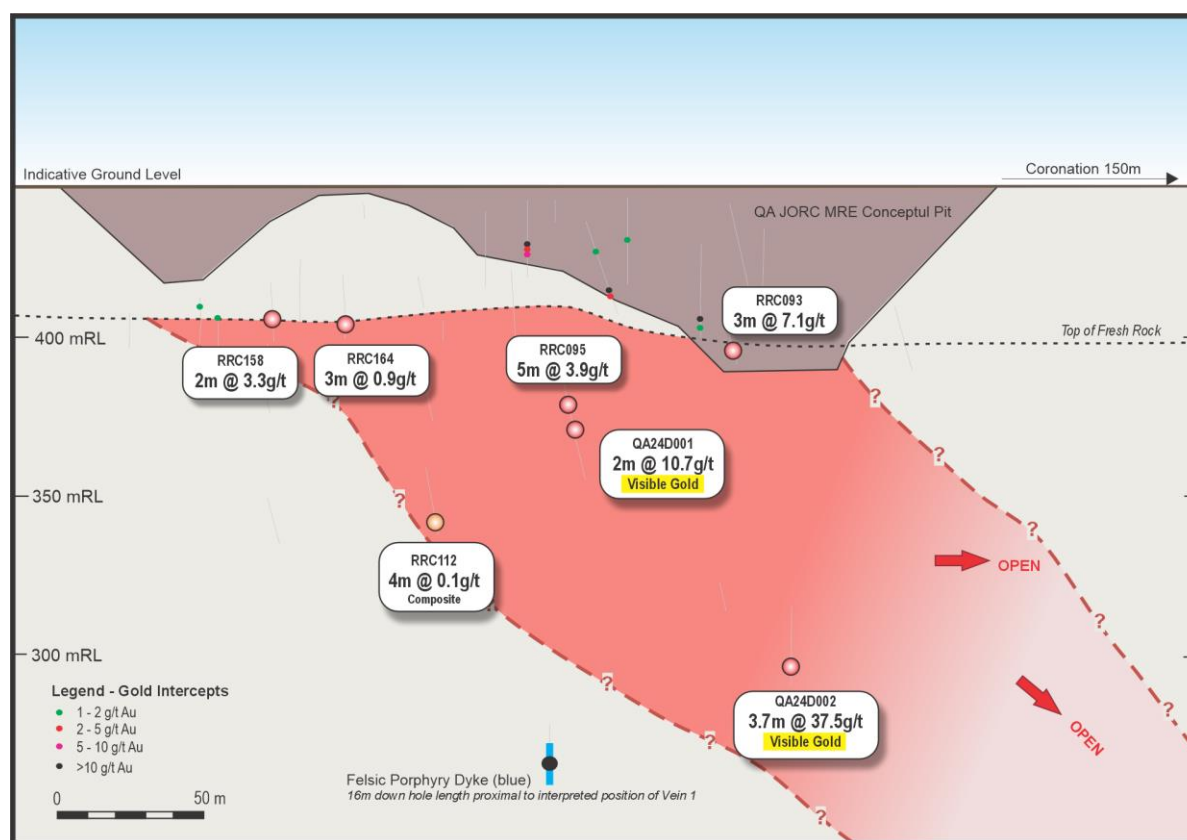 Indicative Ground Level
Coronation 150m
QA JORC MRE Conceptul Pit
RRC093
3m @ 7.1g/t
400 mRL
Top of Fresh Rock
RRC158
2m @ 3.3g/t
RRC164
3m @ 0.9g/t
RRC095
5m @ 3.9g/t
?
?
QA24D001
2m @ 10.7g/t
Visible Gold
?
350 mRL
?
?
RRC112
4m @ 0.1g/t
Composite
OPEN
?
?
300 mRL
?
?
Legend - Gold Intercepts
1 - 2 g/t Au
2 - 5 g/t Au
5 - 10 g/t Au
>10 g/t Au
QA24D002
3.7m @ 37.5g/t
Visible Gold
OPEN
?
?
?
0
50 m
Felsic Porphyry Dyke (blue)
16m down hole length proximal to interpreted position of Vein 1